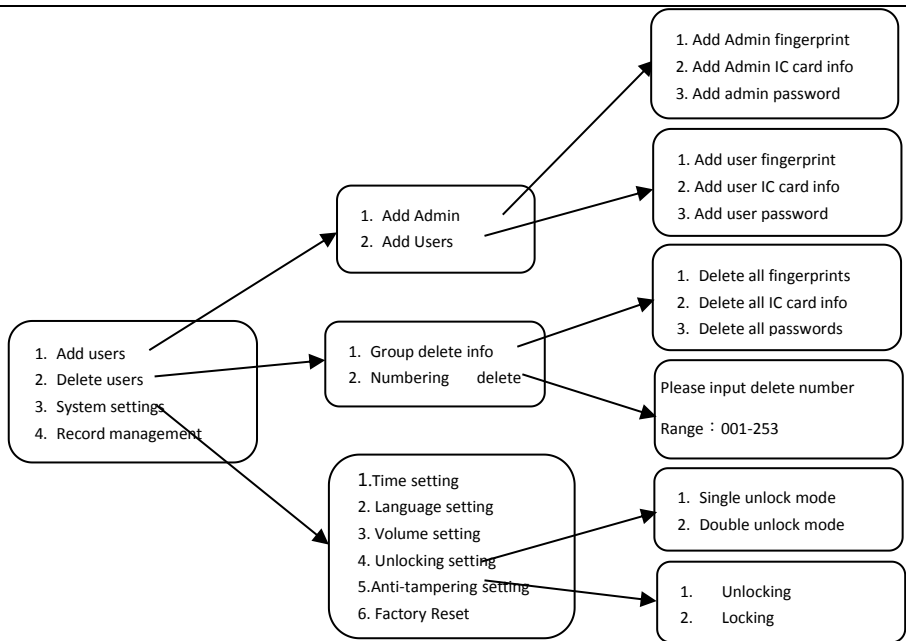 1. Add Admin fingerprint
2. Add Admin IC card info
3. Add admin password
1. Add user fingerprint
2. Add user IC card info
3. Add user password
1. Add Admin
2. Add Users
1. Delete all fingerprints
2. Delete all IC card info
3. Delete all passwords
1. Add users
2. Delete users
3. System settings
4. Record management
1. Group delete info
2. Numbering delete
Please input delete number
Range：001-253
1.Time setting
2. Language setting
3. Volume setting
4. Unlocking setting
5.Anti-tampering setting
6. Factory Reset
1. Single unlock mode
2. Double unlock mode
1. Unlocking
2. Locking